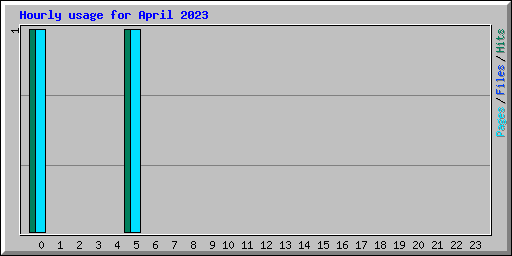 Hourly usage for April 2023
1
Pages/Files/Hits
0 1 2 3 4 5 6 7 8 9 10 11 12 13 14 15 16 17 18 19 20 21 22 23